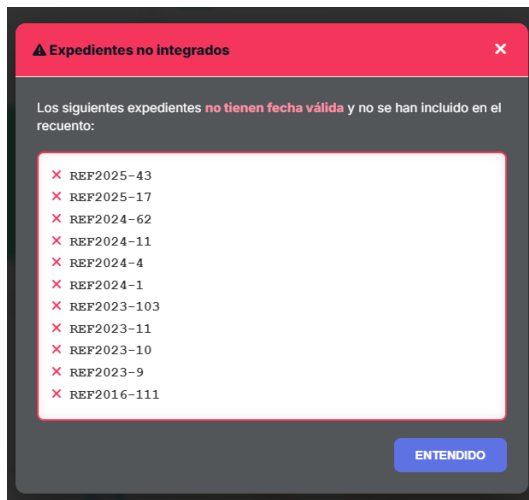 Expedientes no integrados
Los siguientes expedientes no tienen fecha válida y no se han incluido en el
recuento:
REF2025-43
REF2025-17
REF2024-62
REF2024-11
REF2024-4
REF2024-1
REF2023-103
REF2023-11
REF2023-10
REF2023-9
REF2016-111
ENTENDIDO